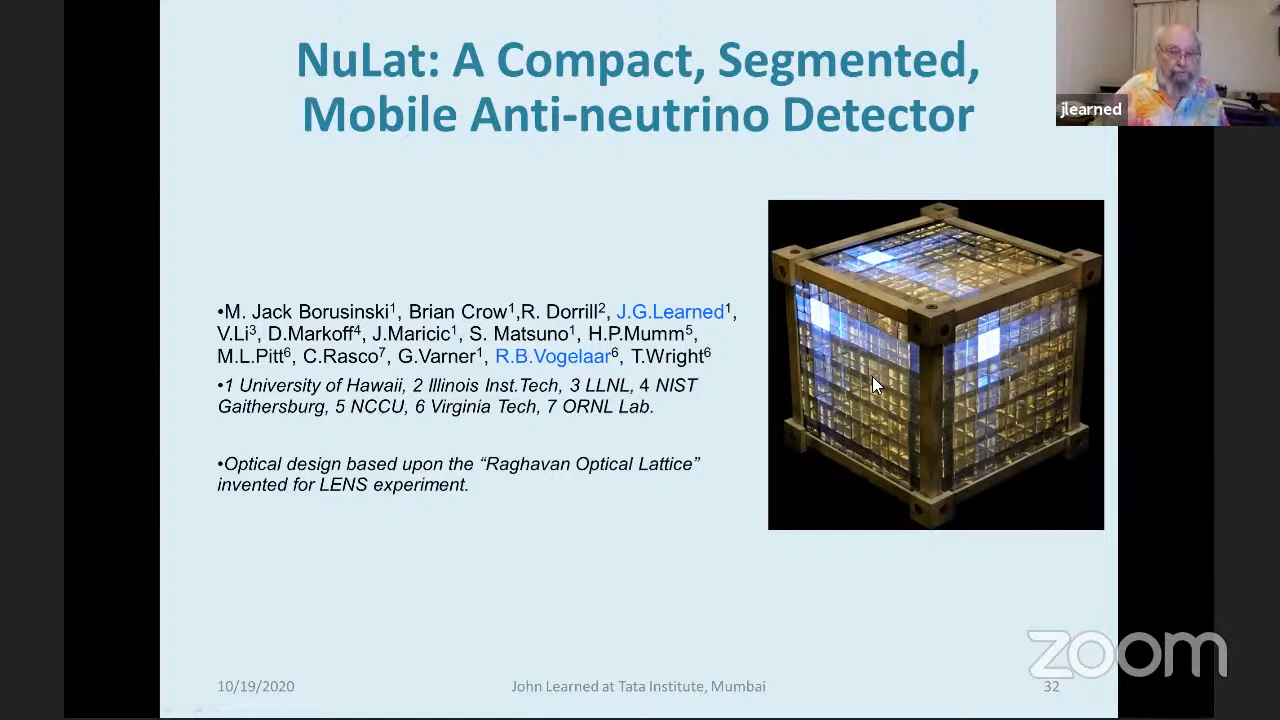 NuLat: A Compact, Segmented,
Mobile Anti-neutrino Detector
jlearned
•M. Jack Borusinski1, Brian Crow1,R. Dorrill2, J.G.Learned1,
V.Li3, D.Markoff4, J.Maricic1, S. Matsuno1, H.P.Mumm5,
M.L.Pitt6, C.Rasco7, G.Varner1, R.B.Vogelaar6, T.Wright6
•1 University of Hawaii, 2 Illinois Inst.Tech, 3 LLNL, 4 NIST
Gaithersburg, 5 NCCU, 6 Virginia Tech, 7 ORNL Lab.
•Optical design based upon the “Raghavan Optical Lattice”
invented for LENS experiment.
zoom
10/19/2020
John Learned at Tata Institute, Mumbai
32